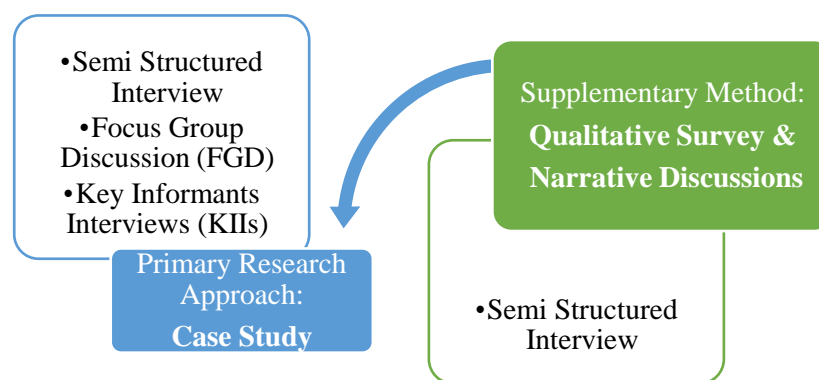 •Semi Structured
Interview
•Focus Group
Discussion (FGD)
•Key Informants
Interviews (KIIs)
Primary Research
Approach:
Case Study
Supplementary Method:
Qualitative Survey &
Narrative Discussions
•Semi Structured
Interview